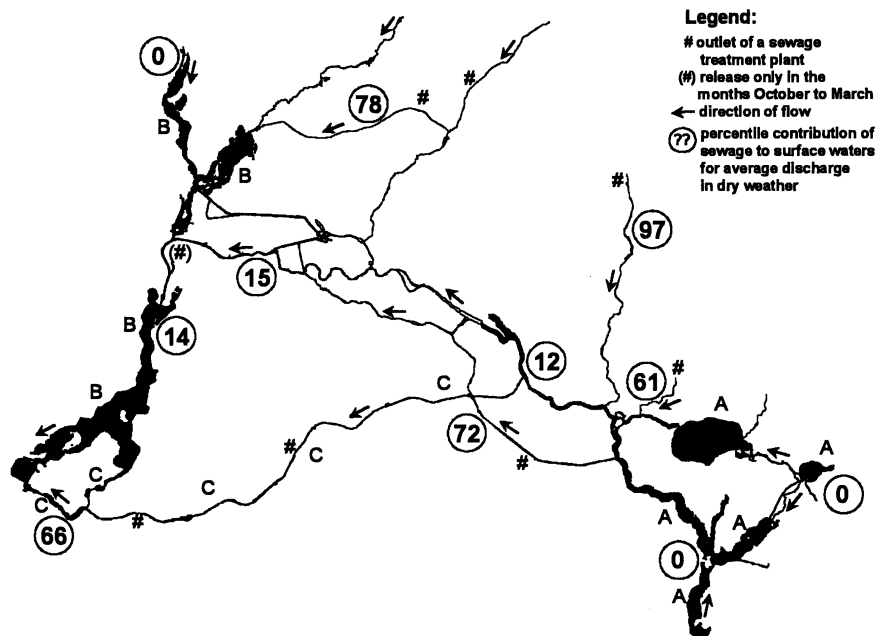 Legend:
# outlet of a sewage
treatment plant
(#) release only in the
months October to March
direction of flow
?? percentile contribution of
sewage to surface waters
for average discharge
in dry weather
0
B
78
#
#
B
#
97
(#)
15
B
14
12
61
#
A
B
C
72
A
0
#
C
#
C
C
C
#
66
A
A
0
A